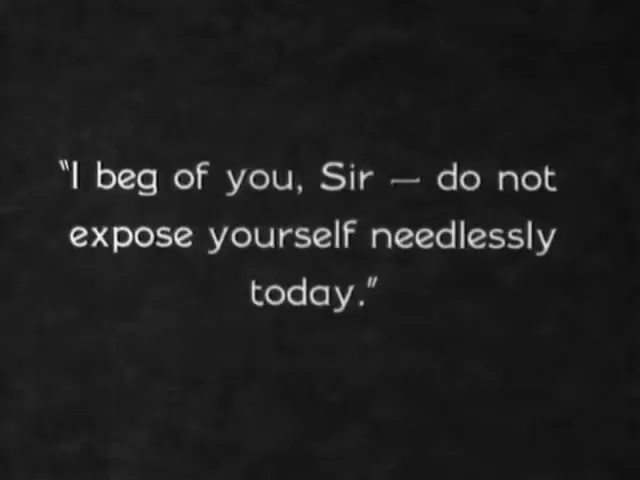 "I beg of you, Sir — do not
expose yourself needlessly
today."